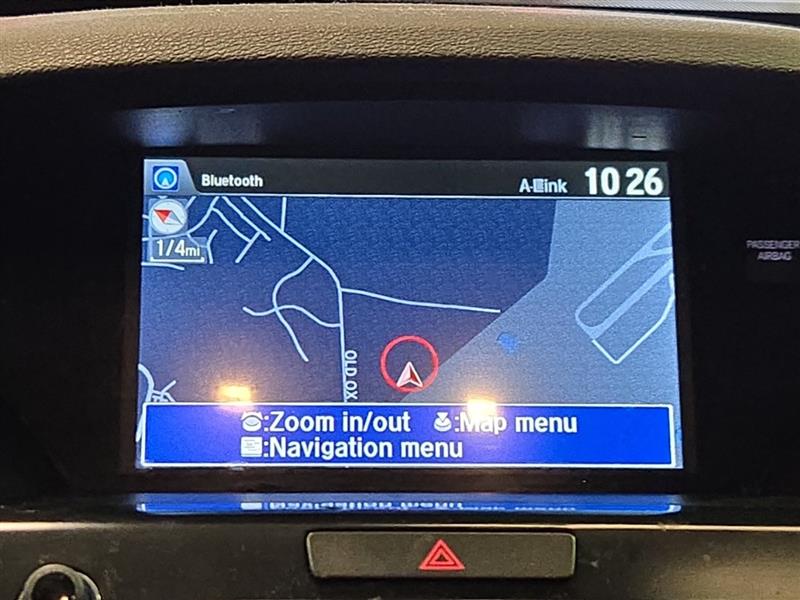 Bluetooth
A-Link 10 26
1/4mi
PASSENGER
AIRBAG
OLD OX
:Zoom in/out :Map menu
:Navigation menu